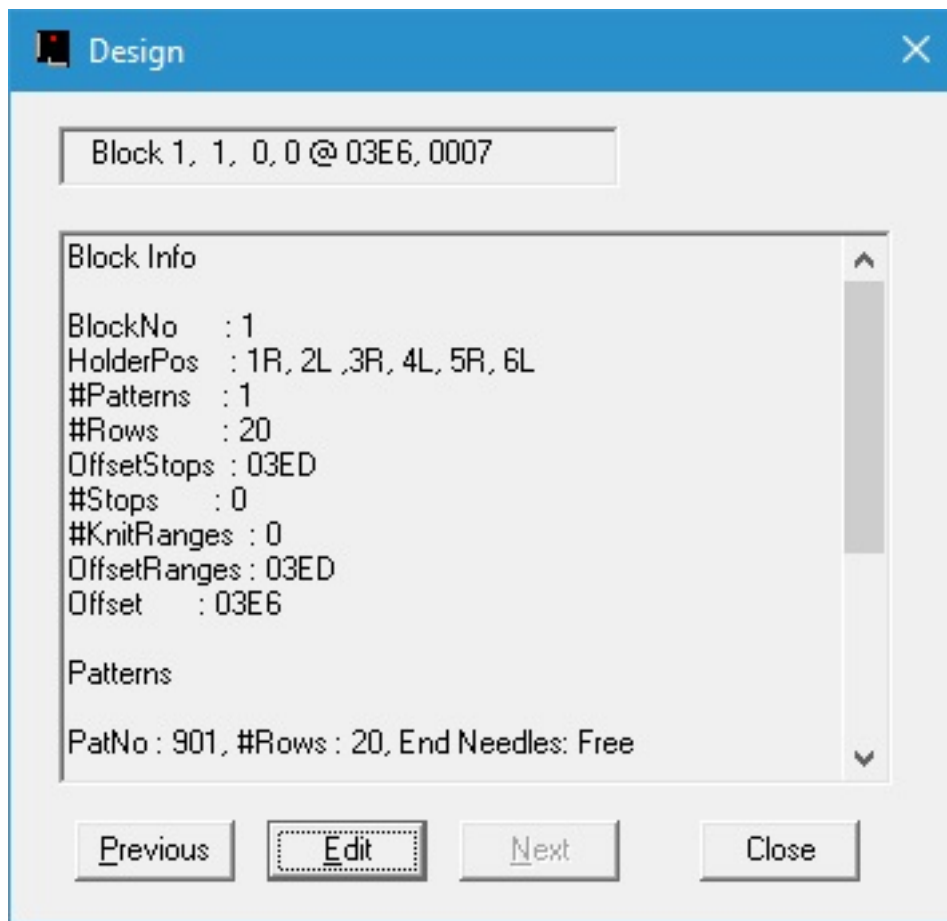 Design
Block 1, 1, 0, 0 @ 03E6, 0007
Block Info
BlockNo : 1
HolderPos : 1R, 2L ,3R, 4L, 5R, 6L
#Patterns : 1
#Rows : 20
OffsetStops : 03ED
#Stops : 0
#KnitRanges : 0
OffsetRanges : 03ED
Offset : 03E6
Patterns
PatNo : 901, #Rows : 20, End Needles: Free
Previous Edit Next Close